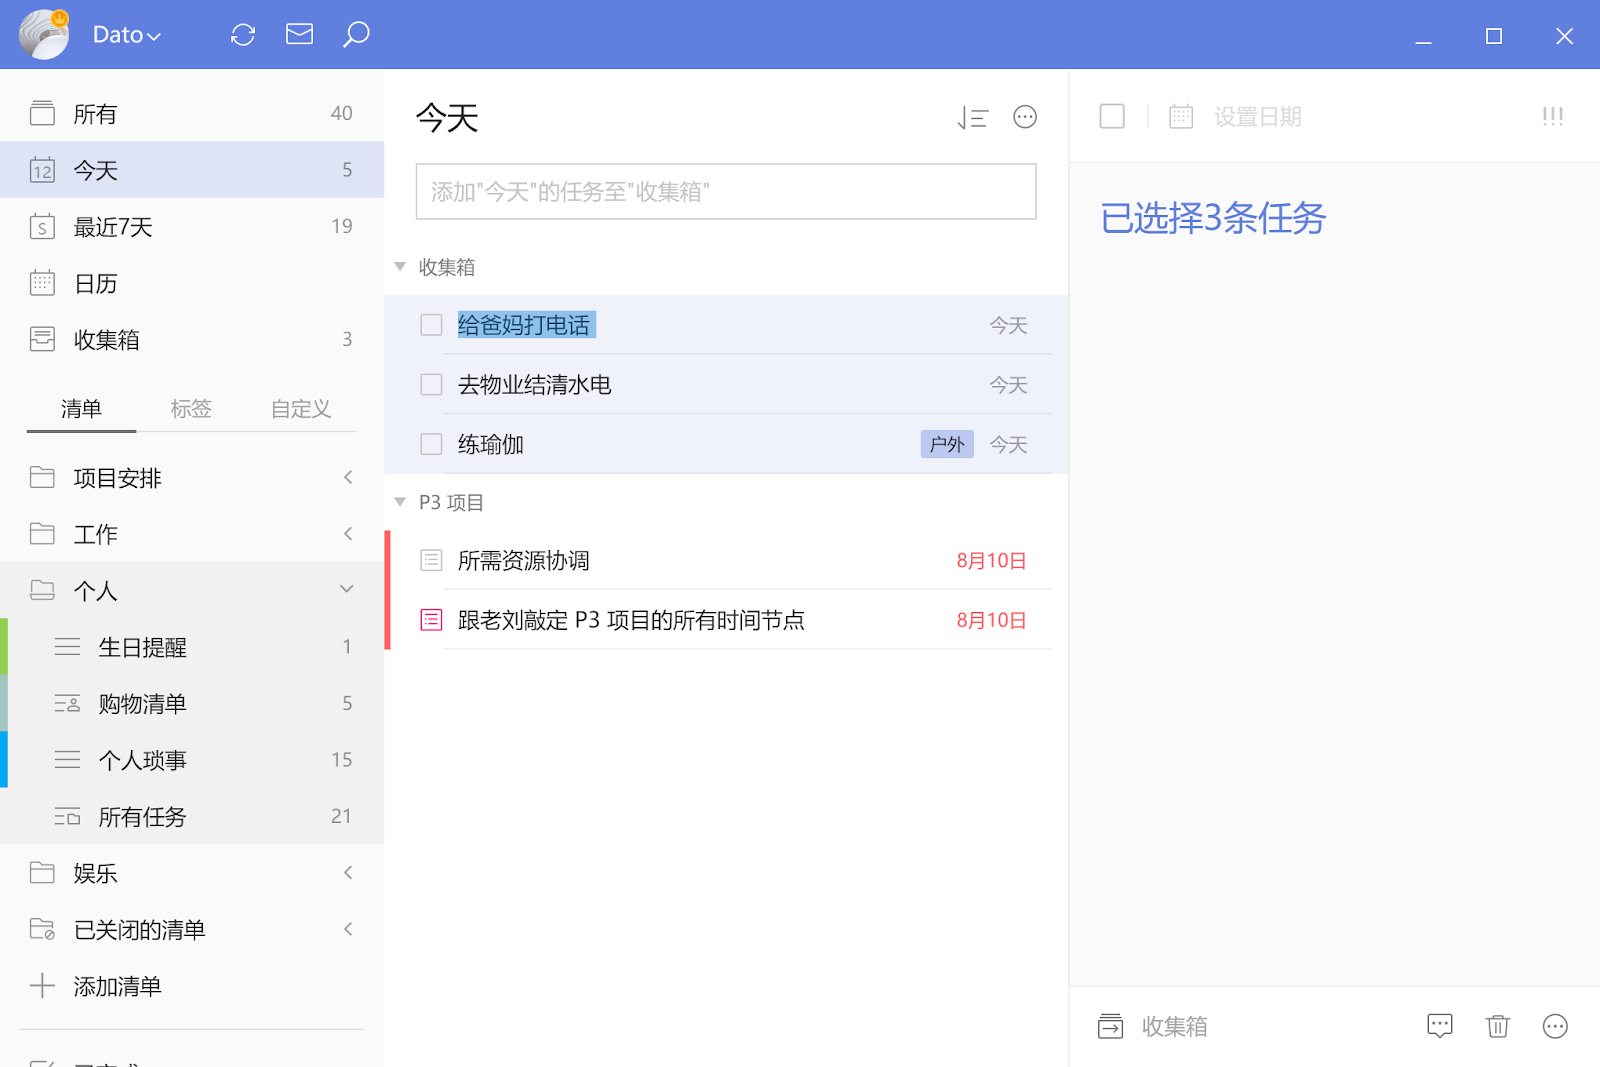 Dato
所有 40
12 今天 5
S 最近7天 19
日历
收集箱 3
清单 标签 自定义
项目安排
工作
个人
生日提醒 1
购物清单 5
个人琐事 15
所有任务 21
娱乐
已关闭的清单
添加清单
今天
添加"今天"的任务至"收集箱"
收集箱
给爸妈打电话 今天
去物业结清水电 今天
练瑜伽 户外 今天
P3 项目
所需资源协调 8月10日
跟老刘敲定 P3 项目的所有时间节点 8月10日
设置日期 !!!
已选择3条任务
收集箱